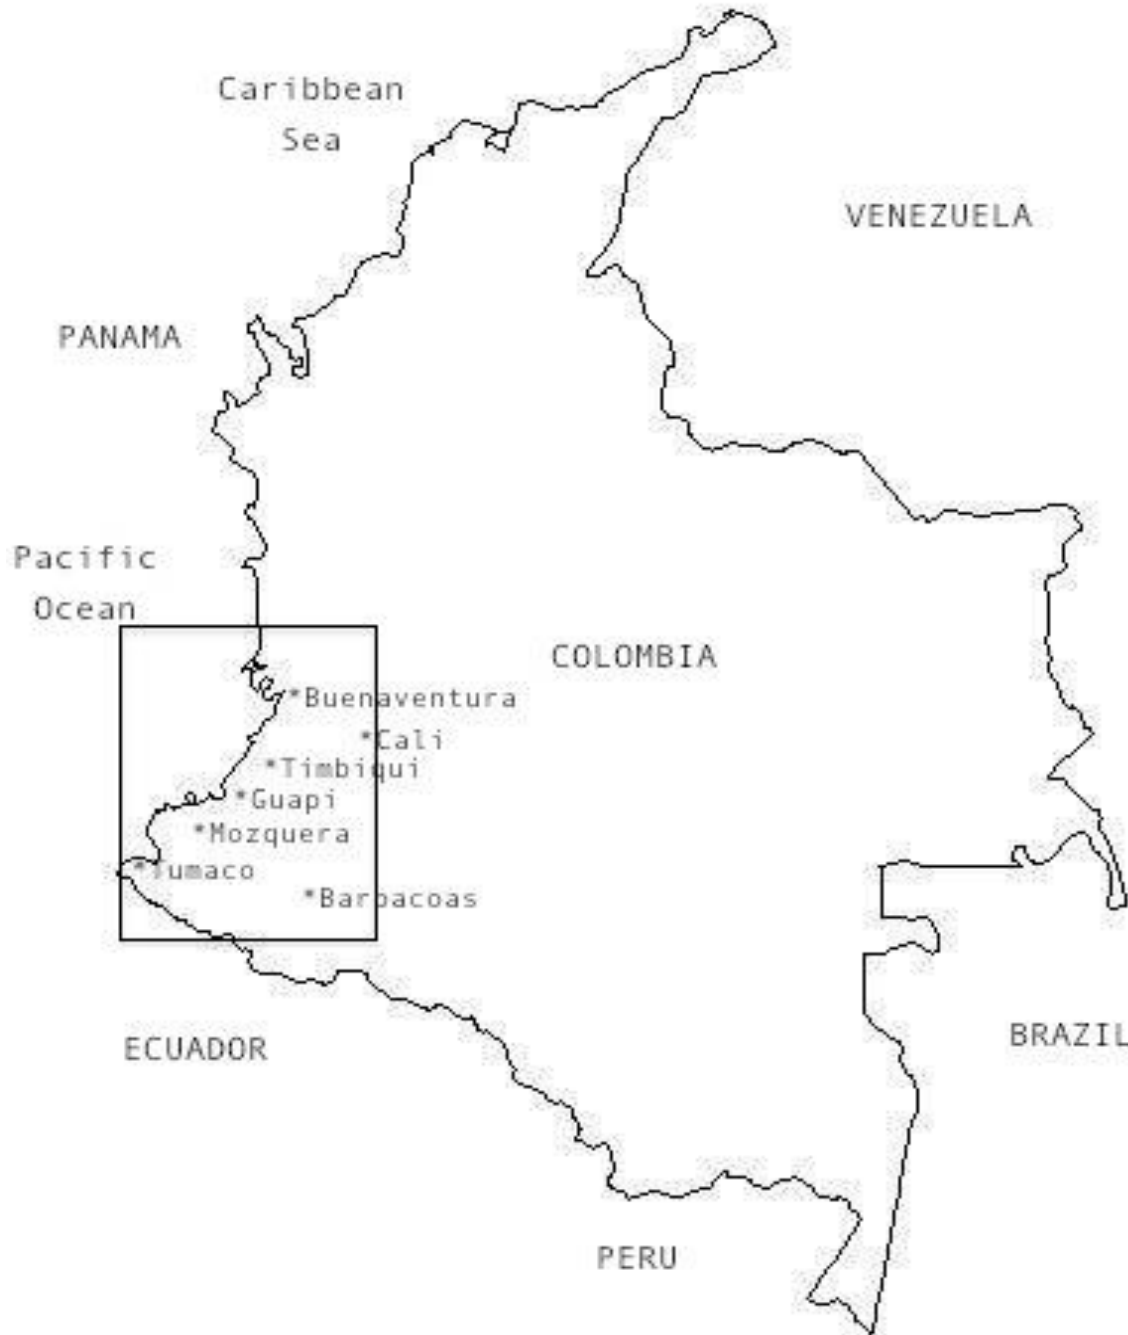 Caribbean
Sea
VENEZUELA
PANAMA
Pacific
Ocean
COLOMBIA
*Buenaventura
*Cali
*Timbiqui
*Guapi
*Mozquera
*Tumaco
*Barbacoas
ECUADOR
BRAZIL
PERU